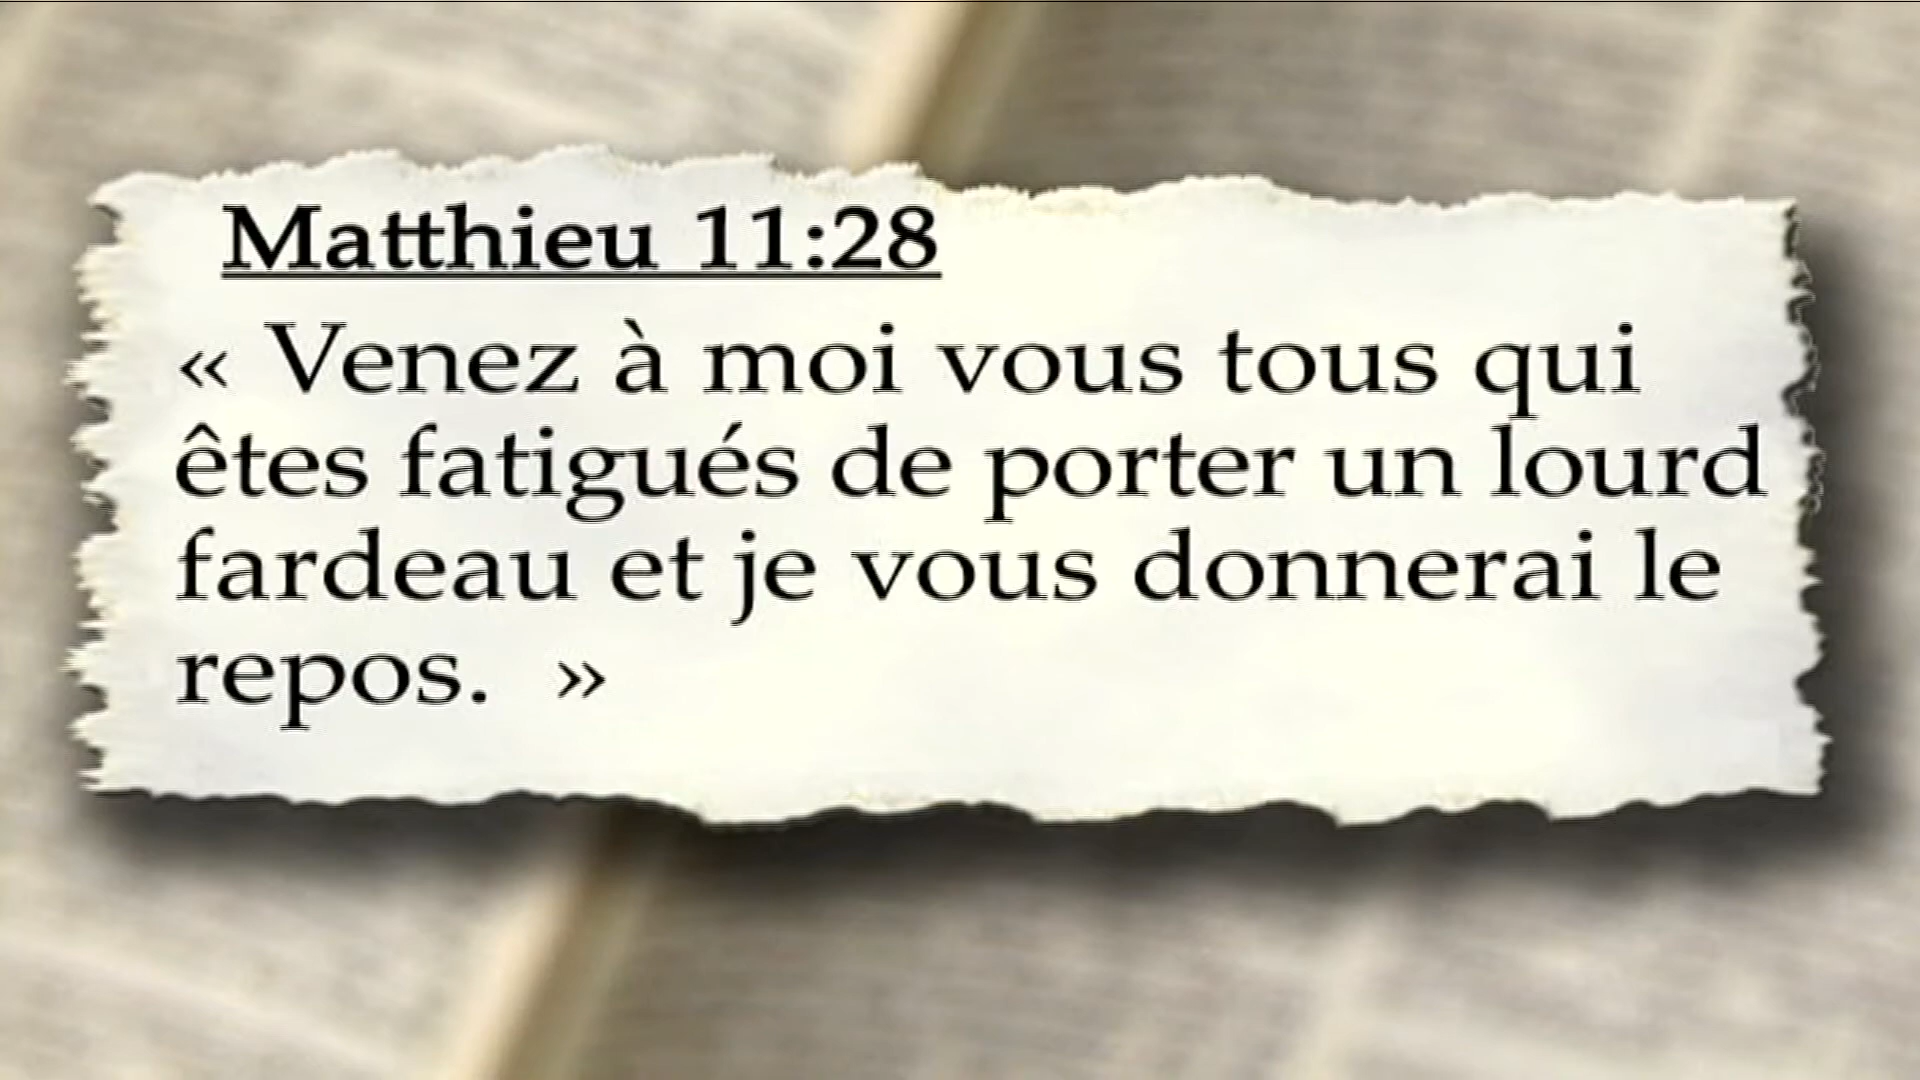 Matthieu 11:28
« Venez à moi vous tous qui
êtes fatigués de porter un lourd
fardeau et je vous donnerai le
repos. »